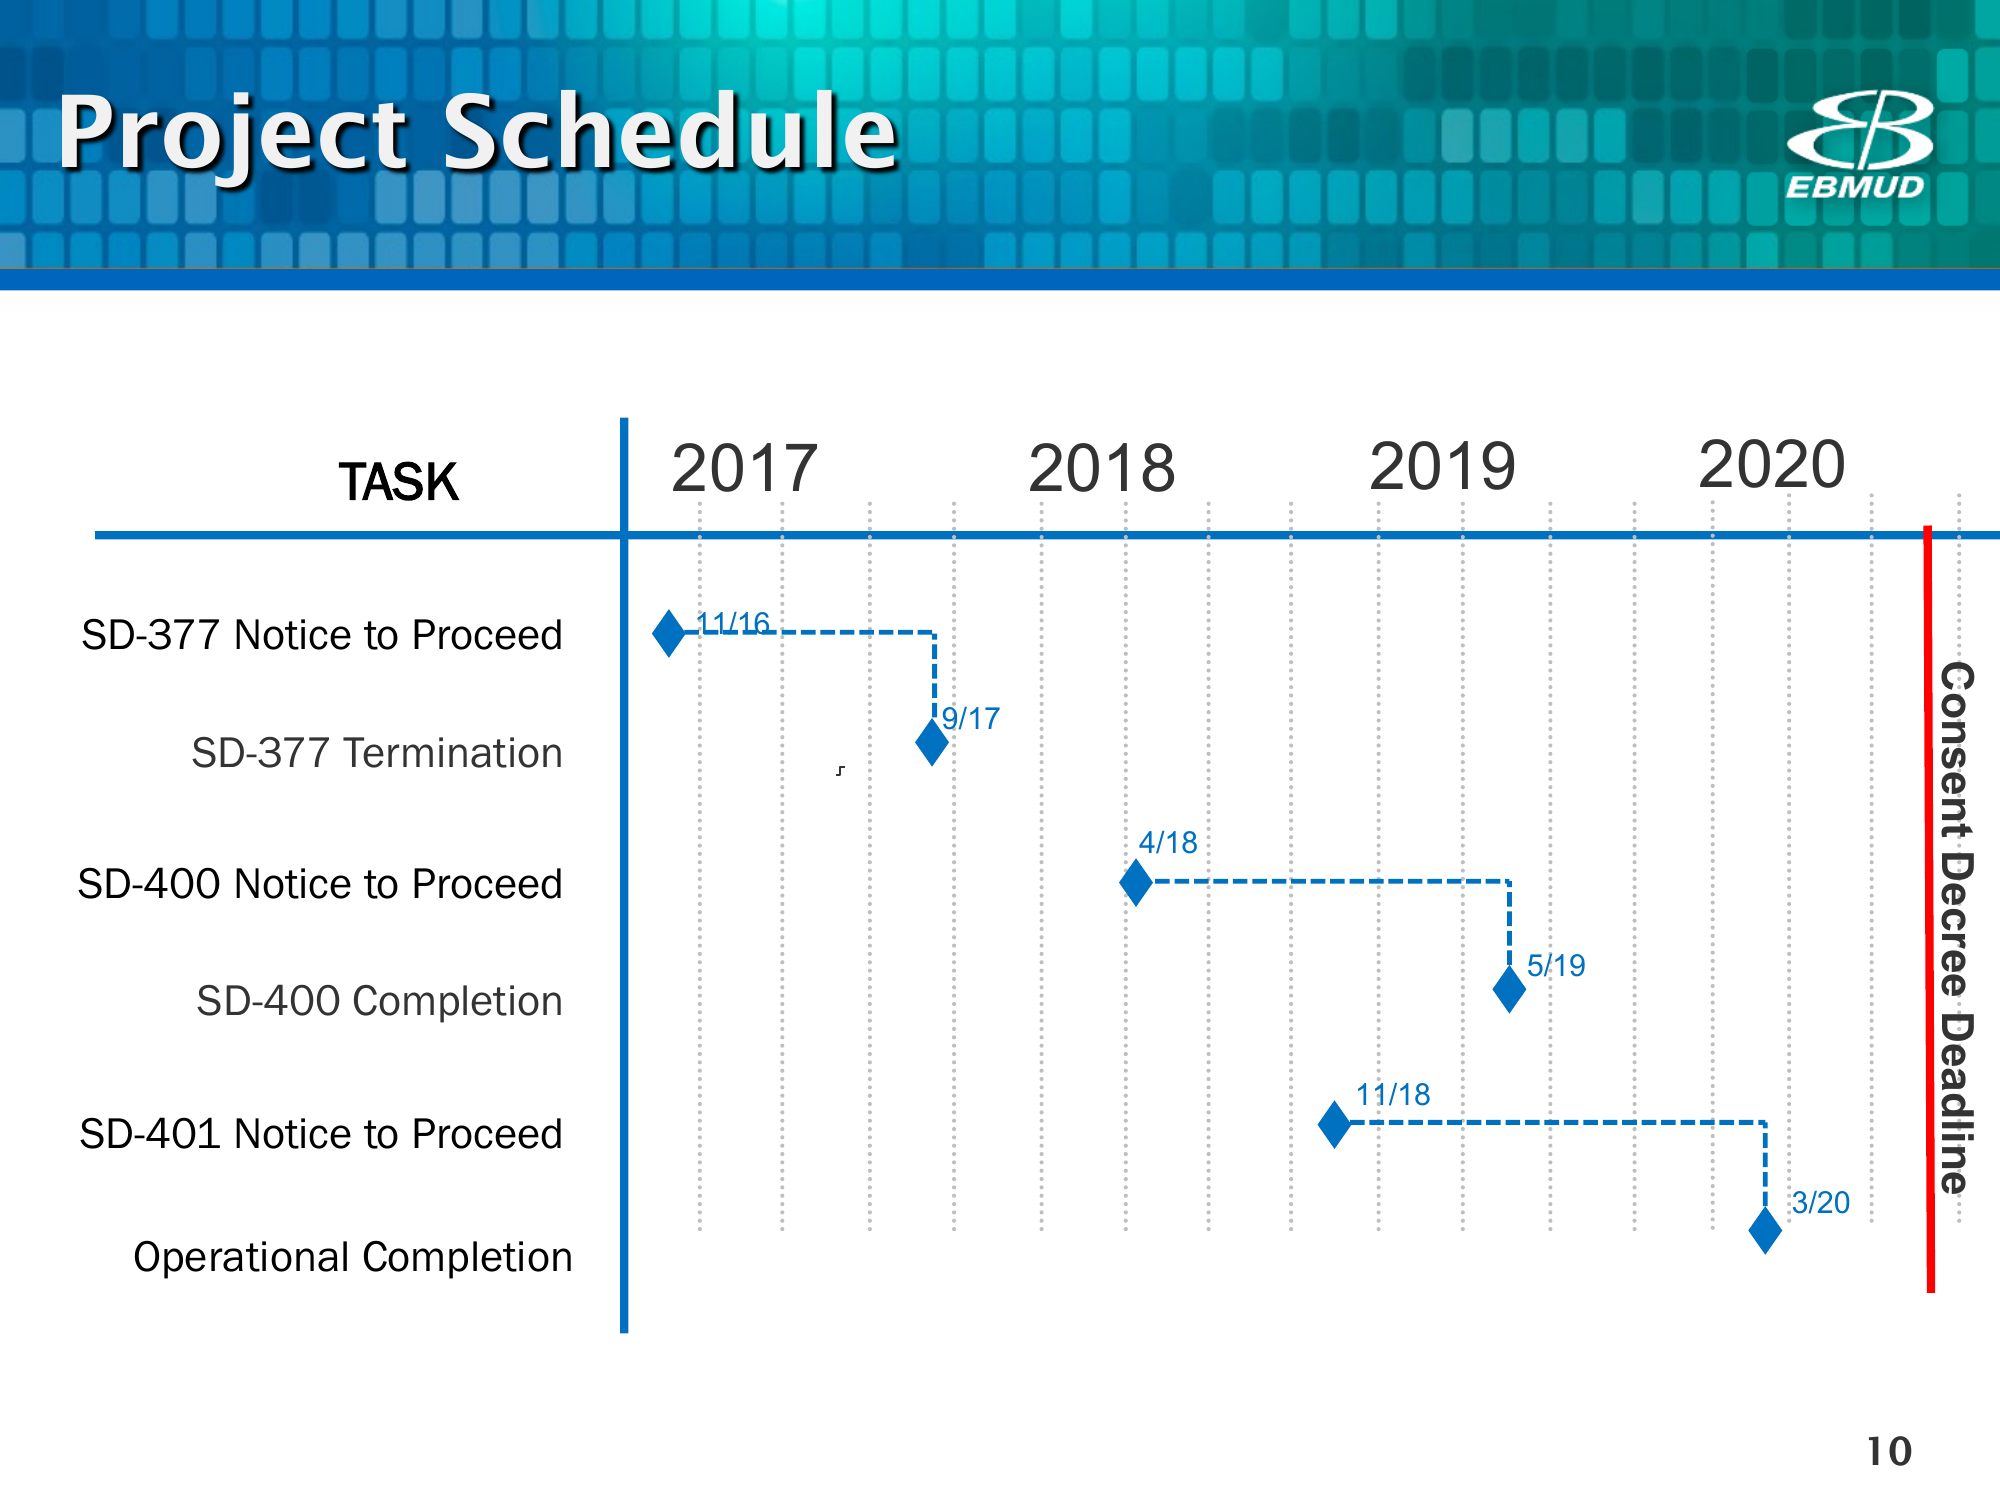 Project Schedule
EBMUD
TASK
2017
2018
2019
2020
SD-377 Notice to Proceed
11/16
SD-377 Termination
9/17
SD-400 Notice to Proceed
4/18
SD-400 Completion
5/19
SD-401 Notice to Proceed
11/18
Operational Completion
3/20
Consent Decree Deadline
10